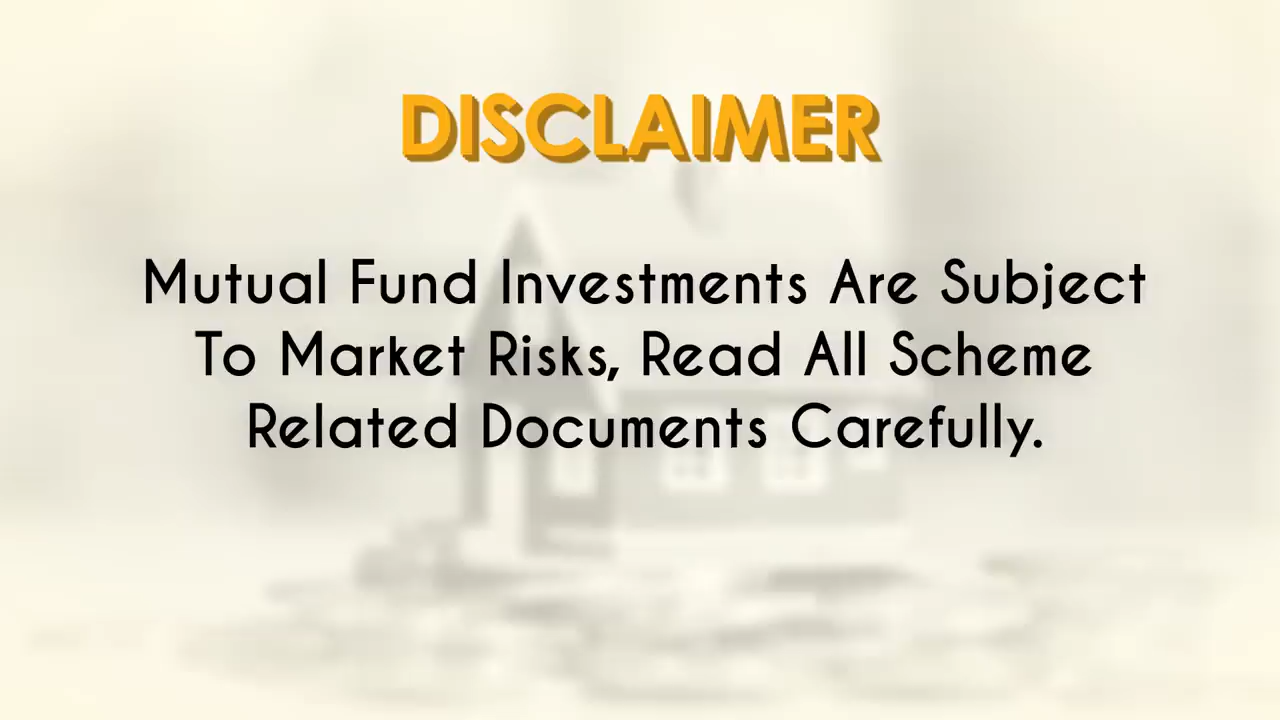 DISCLAIMER
Mutual Fund Investments Are Subject
To Market Risks, Read All Scheme
Related Documents Carefully.